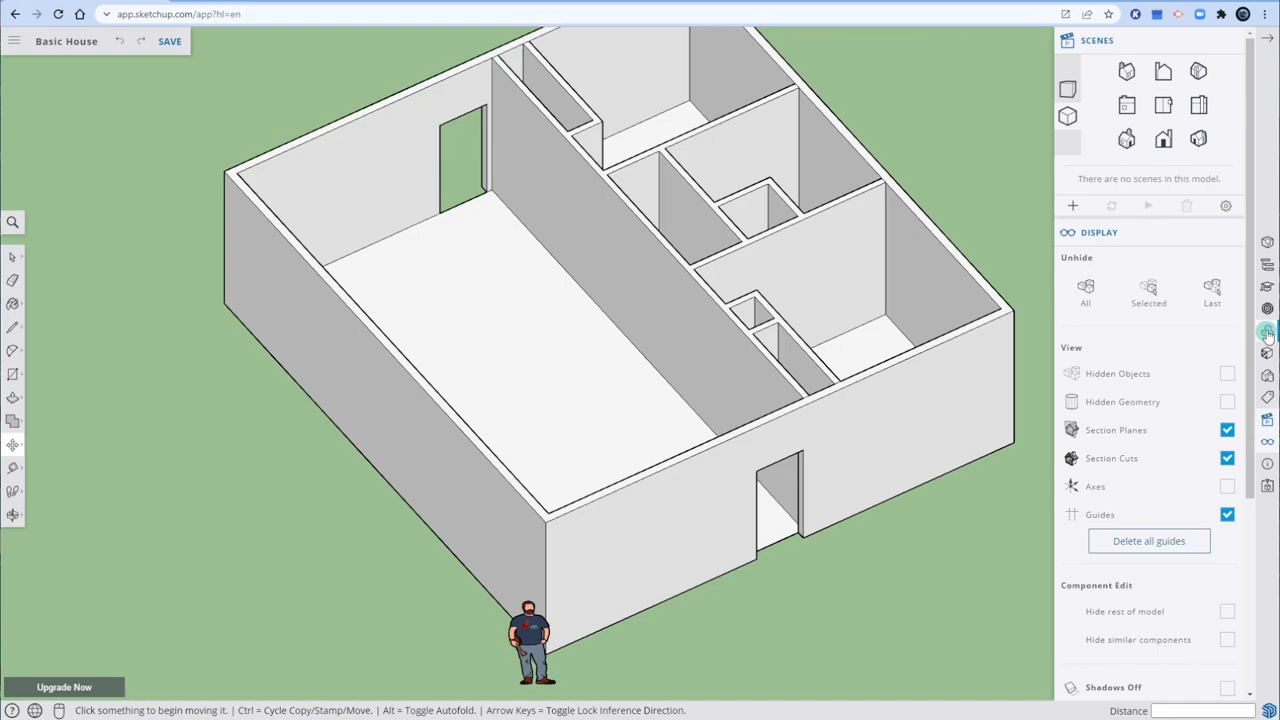 app.sketchup.com/app?hl=en
Basic House
SAVE
SCENES
There are no scenes in this model.
DISPLAY
Unhide
All
Selected
Last
View
Hidden Objects
Hidden Geometry
Section Planes
Section Cuts
Axes
Guides
Delete all guides
Component Edit
Hide rest of model
Hide similar components
Shadows Off
Upgrade Now
Click something to begin moving it. | Ctrl = Cycle Copy/Stamp/Move. | Alt = Toggle Autofold. | Arrow Keys = Toggle Lock Inference Direction.
Distance